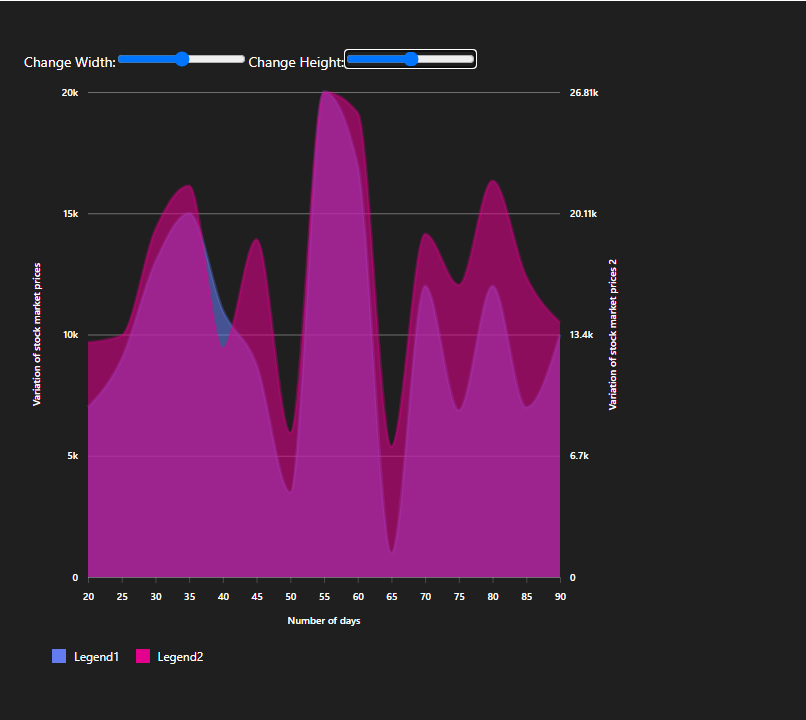 Change Width: Change Height:
20k 26.81k
15k 20.11k
10k 13.4k
5k 6.7k
0 0
Variation of stock market prices
Variation of stock market prices 2
20 25 30 35 40 45 50 55 60 65 70 75 80 85 90
Number of days
Legend1 Legend2